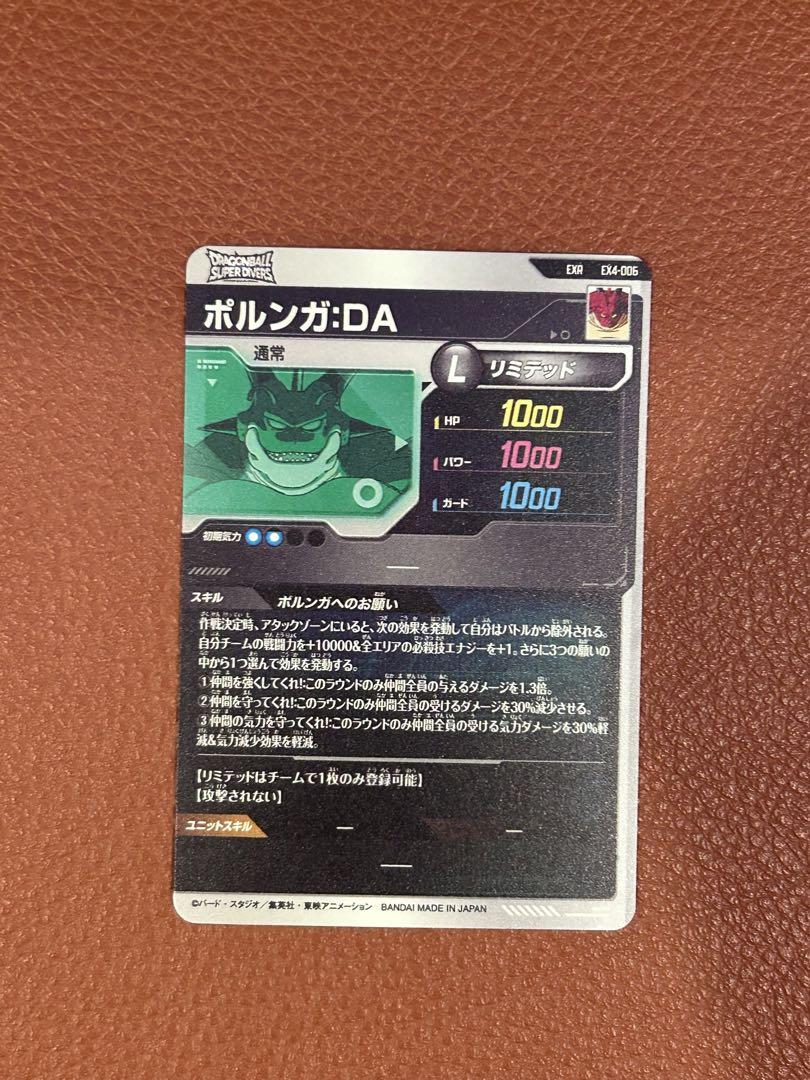 DRAGONBALL
SUPER DIVERS
EXR EX4-006
ポルンガ:DA
通常
L リミテッド
HP 1000
パワー 1000
ガード 1000
初期気力
スキル ポルンガへのお願い
作戦決定時、アタックゾーンにいると、次の効果を発動して自分はバトルから除外される。
自分チームの戦闘力を+10000&全エリアの必殺技エナジーを+1。さらに3つの願いの
中から1つ選んで効果を発動する。
1 仲間を強くしてくれ!:このラウンドのみ仲間全員の与えるダメージを1.3倍。
2 仲間を守ってくれ!:このラウンドのみ仲間全員の受けるダメージを30%減少させる。
3 仲間の気力を守ってくれ!:このラウンドのみ仲間全員の受ける気力ダメージを30%軽
減&気力減少効果を軽減。
【リミテッドはチームで1枚のみ登録可能】
【攻撃されない】
ユニットスキル
©バード・スタジオ/集英社・東映アニメーション BANDAI MADE IN JAPAN